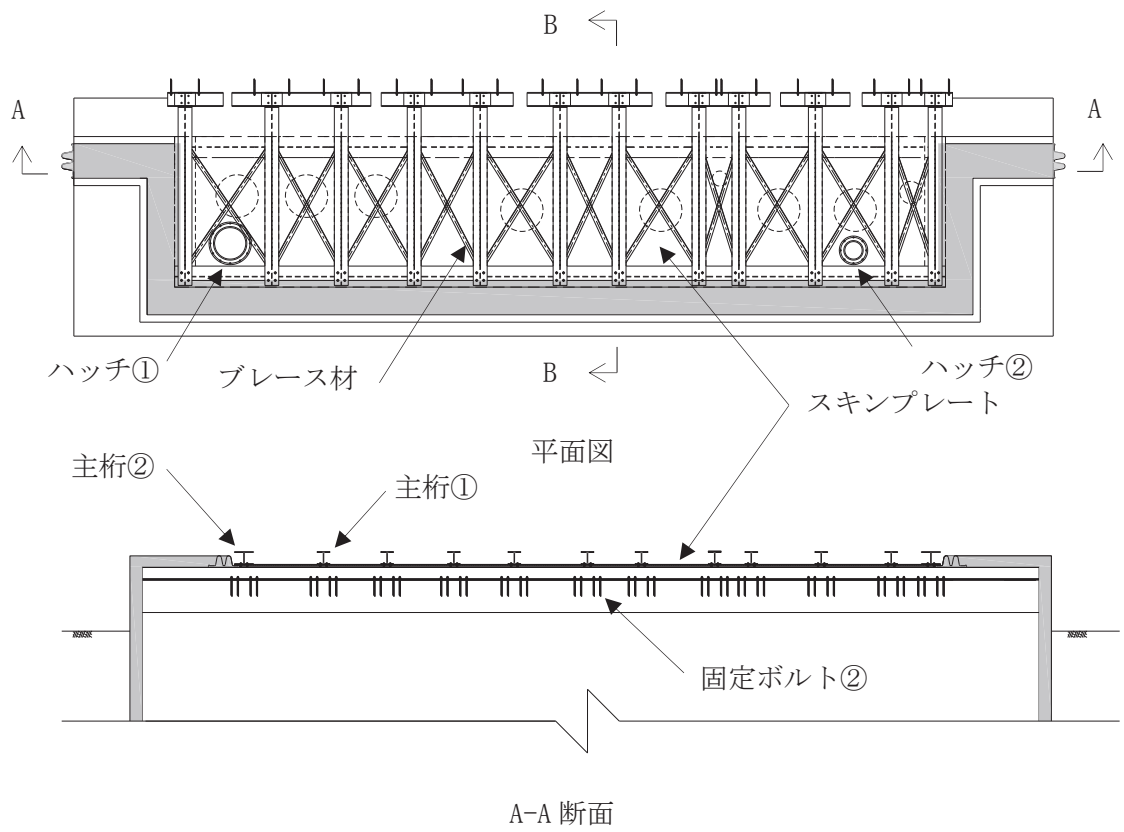 B
A
A
ハッチ①
ブレース材
B
ハッチ②
スキンプレート
平面図
主桁②
主桁①
固定ボルト②
A-A 断面